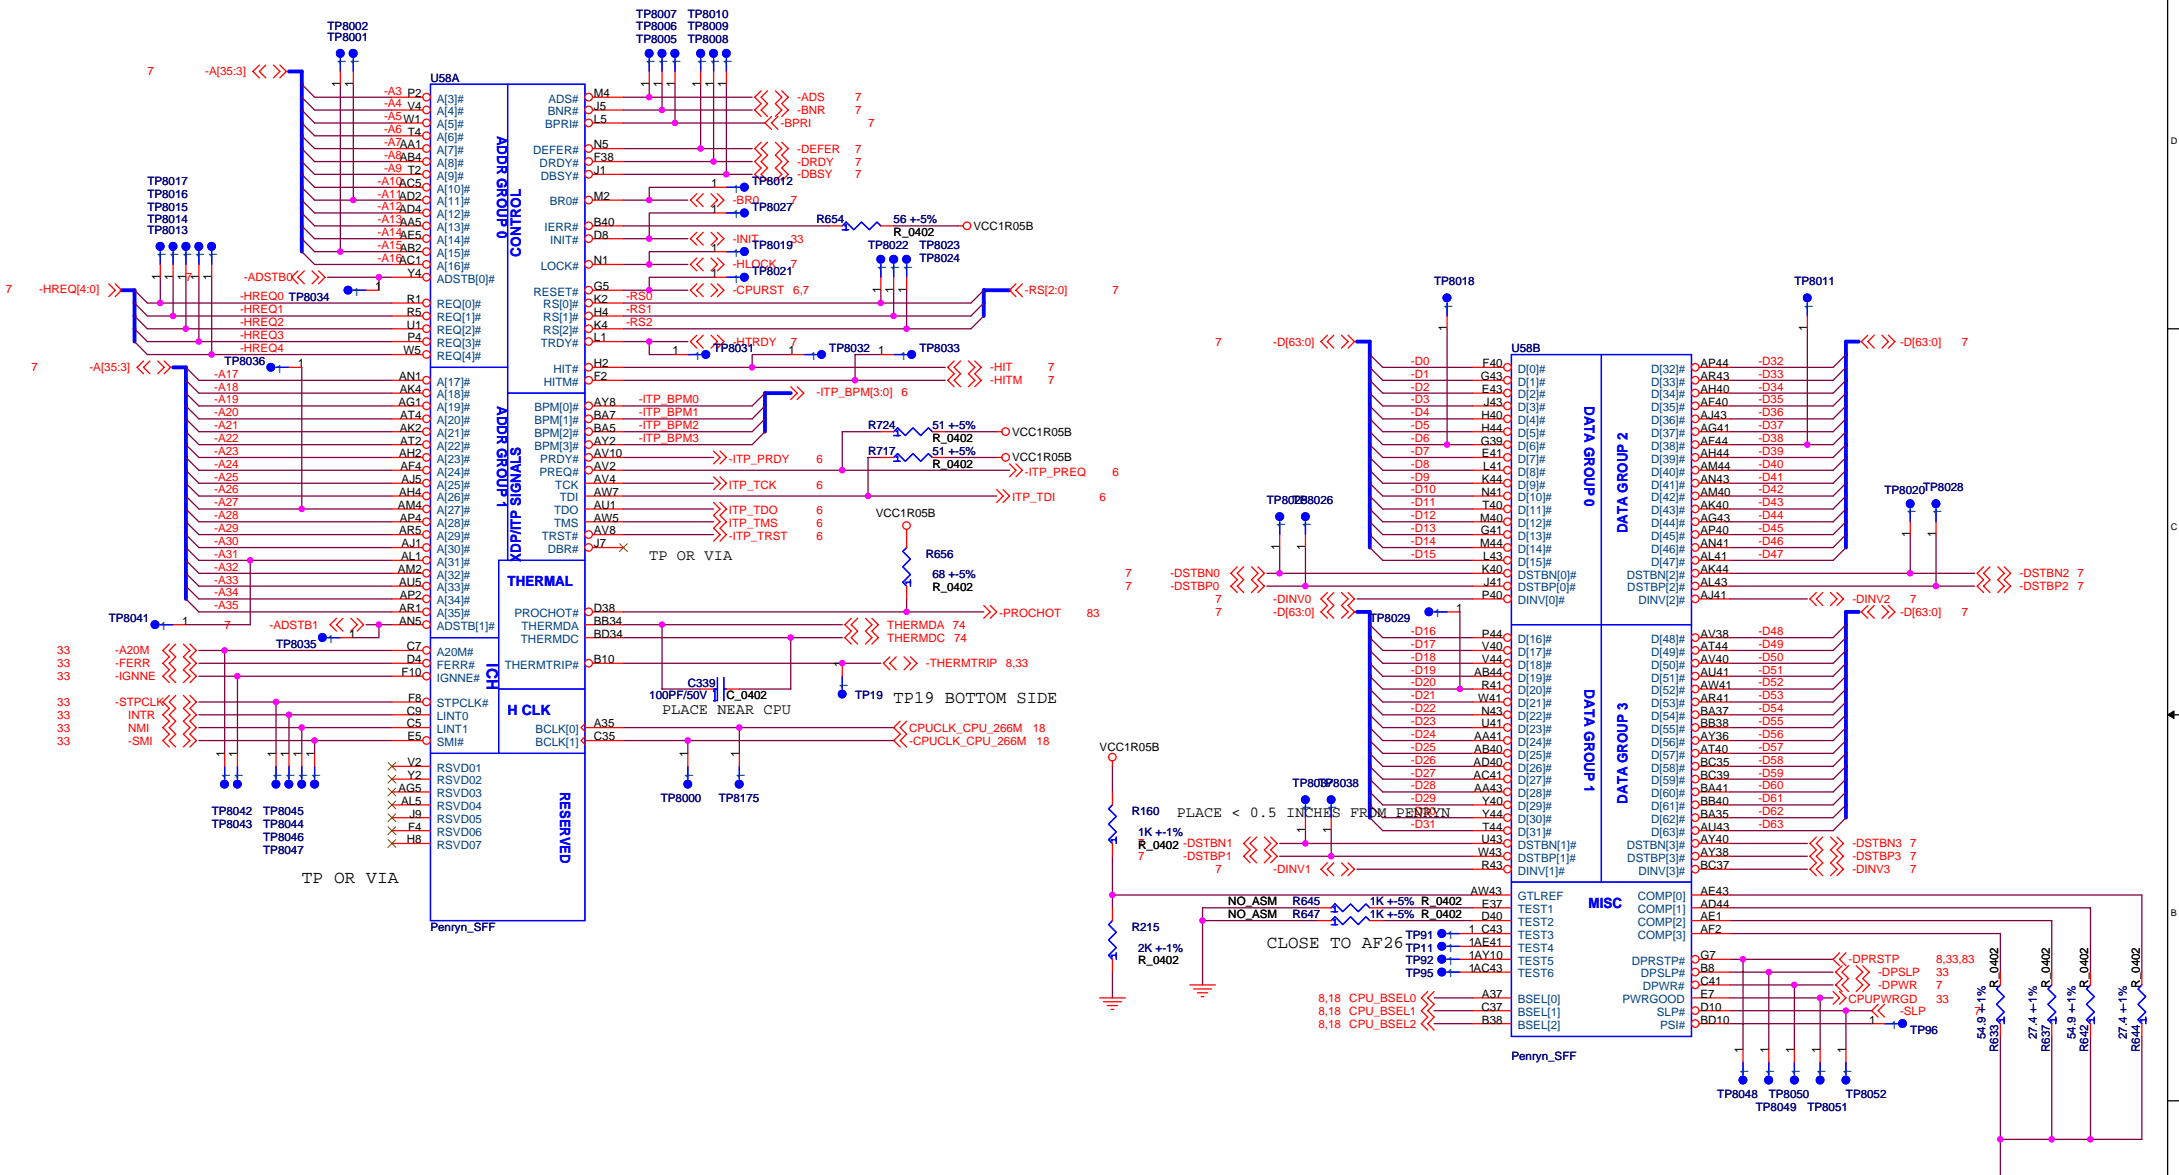 TP8002
TP8001
TP8007 TP8010
TP8006 TP8009
TP8005 TP8008
7 -A[35:3]
U58A
-A3 P2 A[3]# ADS# M4 -ADS 7
-A4 V4 A[4]# BNR# J5 -BNR 7
-A5 W1 A[5]# BPRI# L5 -BPRI 7
-A6 T4 A[6]#
-A7 AA1 A[7]# DEFER# N5 -DEFER 7
-A8 AB4 A[8]# DRDY# F38 -DRDY 7
-A9 T2 A[9]# DBSY# J1 -DBSY 7
-A10 AC5 A[10]# TP8012
-A11 AD2 A[11]# BR0# M2 -BR0 7
-A12 AD4 A[12]# TP8027
-A13 AA5 A[13]# IERR# B40 R654 56 +-5% R_0402 VCC1R05B
-A14 AE5 A[14]# INIT# D8 -INIT 33
-A15 AB2 A[15]# TP8019
-A16 AC1 A[16]# LOCK# N1 -HLOCK 7
TP8017
TP8016
TP8015
TP8014
TP8013
ADDR GROUP 0
CONTROL
TP8022 TP8023
TP8024
7 -ADSTB0 Y4 ADSTB[0]# TP8021
TP8034
RESET# G5 -CPURST 6,7
7 -HREQ[4:0]
-HREQ0 R1 REQ[0]# RS[0]# K2 -RS0 -RS[2:0] 7
-HREQ1 R5 REQ[1]# RS[1]# H4 -RS1
-HREQ2 U1 REQ[2]# RS[2]# K4 -RS2
-HREQ3 P4 REQ[3]# TRDY# L1 -HTRDY 7
-HREQ4 W5 REQ[4]# TP8031 TP8032 TP8033
TP8036
7 -A[35:3]
HIT# H2 -HIT 7
HITM# F2 -HITM 7
-A17 AN1 A[17]#
-A18 AK4 A[18]# -ITP_BPM[3:0] 6
-A19 AG1 A[19]# BPM[0]# AY8 -ITP_BPM0
-A20 AT4 A[20]# BPM[1]# BA7 -ITP_BPM1
-A21 AK2 A[21]# BPM[2]# BA5 -ITP_BPM2 R724 51 +-5% R_0402 VCC1R05B
-A22 AT2 A[22]# BPM[3]# AY2 -ITP_BPM3
-A23 AH2 A[23]# PRDY# AV10 -ITP_PRDY 6 R717 51 +-5% R_0402 VCC1R05B
-A24 AF4 A[24]# PREQ# AV2 -ITP_PREQ 6
-A25 AJ5 A[25]# TCK AV4 ITP_TCK 6
-A26 AH4 A[26]# TDI AW7 ITP_TDI 6
-A27 AM4 A[27]# TDO AU1 ITP_TDO 6
-A28 AP4 A[28]# TMS AW5 ITP_TMS 6
-A29 AR5 A[29]# TRST# AV8 -ITP_TRST 6
-A30 AJ1 A[30]# DBR# J7 TP OR VIA
-A31 AL1 A[31]#
-A32 AM2 A[32]#
-A33 AU5 A[33]#
-A34 AP2 A[34]#
-A35 AR1 A[35]#
ADDR GROUP 1
XDP/ITP SIGNALS
THERMAL
VCC1R05B
R656
68 +-5%
R_0402
PROCHOT# D38 -PROCHOT 83
TP8041 7 -ADSTB1 AN5 ADSTB[1]# THERMDA BB34 THERMDA 74
TP8035
THERMDC BD34 THERMDC 74
33 -A20M C7 A20M#
33 -FERR D4 FERR# THERMTRIP# B10 -THERMTRIP 8,33
33 -IGNNE F10 IGNNE#
ICH
C339
100PF/50V C_0402
PLACE NEAR CPU
TP19 TP19 BOTTOM SIDE
33 -STPCLK F8 STPCLK# H CLK
33 INTR C9 LINT0
33 NMI C5 LINT1 BCLK[0] A35 CPUCLK_CPU_266M 18
33 -SMI E5 SMI# BCLK[1] C35 -CPUCLK_CPU_266M 18
V2 RSVD01
Y2 RSVD02
AG5 RSVD03
AL5 RSVD04
J9 RSVD05
F4 RSVD06
H8 RSVD07
RESERVED
TP8042 TP8045
TP8043 TP8044
TP8046
TP8047
TP8000 TP8175
TP OR VIA
Penryn_SFF
TP8018 TP8011
7 -D[63:0] U58B -D[63:0] 7
-D0 F40 D[0]# D[32]# AP44 -D32
-D1 G43 D[1]# D[33]# AR43 -D33
-D2 E43 D[2]# D[34]# AH40 -D34
-D3 J43 D[3]# D[35]# AF40 -D35
-D4 H40 D[4]# D[36]# AJ43 -D36
-D5 H44 D[5]# D[37]# AG41 -D37
-D6 G39 D[6]# D[38]# AF44 -D38
-D7 E41 D[7]# D[39]# AH44 -D39
-D8 L41 D[8]# D[40]# AM44 -D40
-D9 K44 D[9]# D[41]# AN43 -D41
-D10 N41 D[10]# D[42]# AM40 -D42
-D11 T40 D[11]# D[43]# AK40 -D43
-D12 M40 D[12]# D[44]# AG43 -D44
-D13 G41 D[13]# D[45]# AP40 -D45
-D14 M44 D[14]# D[46]# AN41 -D46
-D15 L43 D[15]# D[47]# AL41 -D47
DATA GROUP 0
DATA GROUP 2
TP8026
TP8020 TP8028
7 -DSTBN0 K40 DSTBN[0]# DSTBN[2]# AK44 -DSTBN2 7
7 -DSTBP0 J41 DSTBP[0]# DSTBP[2]# AL43 -DSTBP2 7
7 -DINV0 P40 DINV[0]# DINV[2]# AJ41 -DINV2 7
7 -D[63:0] TP8029 -D[63:0] 7
-D16 P44 D[16]# D[48]# AV38 -D48
-D17 V40 D[17]# D[49]# AT44 -D49
-D18 V44 D[18]# D[50]# AV40 -D50
-D19 AB44 D[19]# D[51]# AU41 -D51
-D20 R41 D[20]# D[52]# AW41 -D52
-D21 W41 D[21]# D[53]# AR41 -D53
-D22 N43 D[22]# D[54]# BA37 -D54
-D23 U41 D[23]# D[55]# BB38 -D55
-D24 AA41 D[24]# D[56]# AY36 -D56
-D25 AB40 D[25]# D[57]# AT40 -D57
-D26 AD40 D[26]# D[58]# BC35 -D58
-D27 AC41 D[27]# D[59]# BC39 -D59
-D28 AA43 D[28]# D[60]# BA41 -D60
-D29 Y40 D[29]# D[61]# BB40 -D61
Y44 D[30]# D[62]# BA35 -D62
-D31 T44 D[31]# D[63]# AU43 -D63
DATA GROUP 1
DATA GROUP 3
TP8038
PLACE < 0.5 INCHES FROM PENRYN
VCC1R05B
R160
1K +-1%
R_0402
-DSTBN1 U43 DSTBN[1]# DSTBN[3]# AY40 -DSTBN3 7
7 -DSTBP1 W43 DSTBP[1]# DSTBP[3]# AY38 -DSTBP3 7
7 -DINV1 R43 DINV[1]# DINV[3]# BC37 -DINV3 7
R215
2K +-1%
R_0402
MISC
AW43 GTLREF COMP[0] AE43
NO_ASM R645 1K +-5% R_0402 E37 TEST1 COMP[1] AD44
NO_ASM R647 1K +-5% R_0402 D40 TEST2 COMP[2] AE1
TP91 1 C43 TEST3 COMP[3] AF2
CLOSE TO AF26
TP11 1 AE41 TEST4
TP92 1 AY10 TEST5 DPRSTP# G7 -DPRSTP 8,33,83
TP95 1 AC43 TEST6 DPSLP# B8 -DPSLP 33
DPWR# C41 -DPWR 7
8,18 CPU_BSEL0 A37 BSEL[0] PWRGOOD E7 CPUPWRGD 33
8,18 CPU_BSEL1 C37 BSEL[1] SLP# D10 -SLP 7
8,18 CPU_BSEL2 B38 BSEL[2] PSI# BD10 1 TP96
Penryn_SFF
TP8048 TP8050 TP8052
TP8049 TP8051
54.9 +-1% R633 R_0402
27.4 +-1% R637 R_0402
54.9 +-1% R642 R_0402
27.4 +-1% R644 R_0402
D
C
B